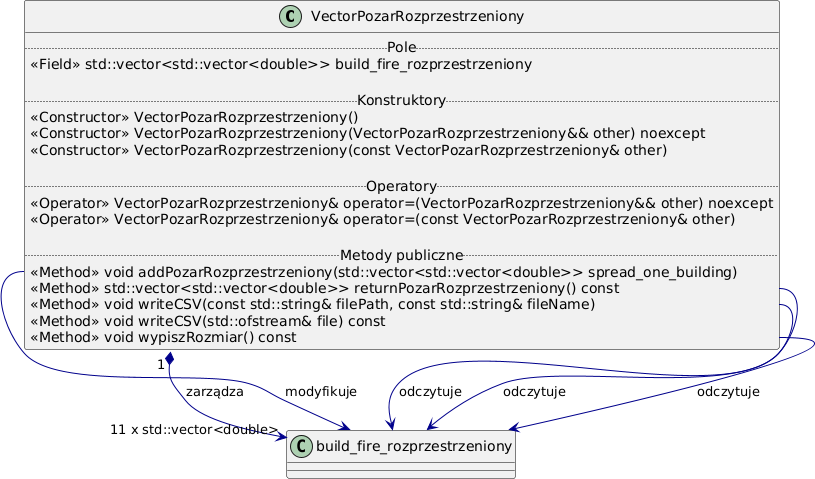 C VectorPozarRozprzestrzeniony
Pole
«Field» std::vector<std::vector<double>> build_fire_rozprzestrzeniony
Konstruktory
«Constructor» VectorPozarRozprzestrzeniony()
«Constructor» VectorPozarRozprzestrzeniony(VectorPozarRozprzestrzeniony&& other) noexcept
«Constructor» VectorPozarRozprzestrzeniony(const VectorPozarRozprzestrzeniony& other)
Operatory
«Operator» VectorPozarRozprzestrzeniony& operator=(VectorPozarRozprzestrzeniony&& other) noexcept
«Operator» VectorPozarRozprzestrzeniony& operator=(const VectorPozarRozprzestrzeniony& other)
Metody publiczne
«Method» void addPozarRozprzestrzeniony(std::vector<std::vector<double>> spread_one_building)
«Method» std::vector<std::vector<double>> returnPozarRozprzestrzeniony() const
«Method» void writeCSV(const std::string& filePath, const std::string& fileName)
«Method» void writeCSV(std::ofstream& file) const
«Method» void wypiszRozmiar() const
1
zarządza modyfikuje odczytuje odczytuje odczytuje
11 x std::vector<double>
C build_fire_rozprzestrzeniony